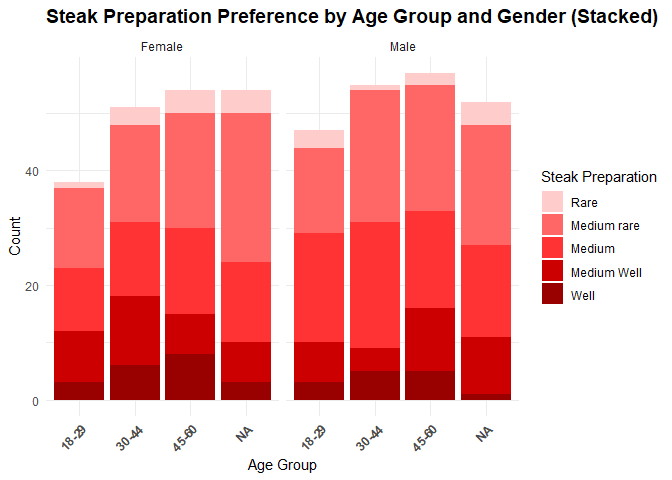 Steak Preparation Preference by Age Group and Gender (Stacked)
Female
Male
Count
40
20
0
18-29
30-44
45-60
NA
18-29
30-44
45-60
NA
Age Group
Steak Preparation
Rare
Medium rare
Medium
Medium Well
Well